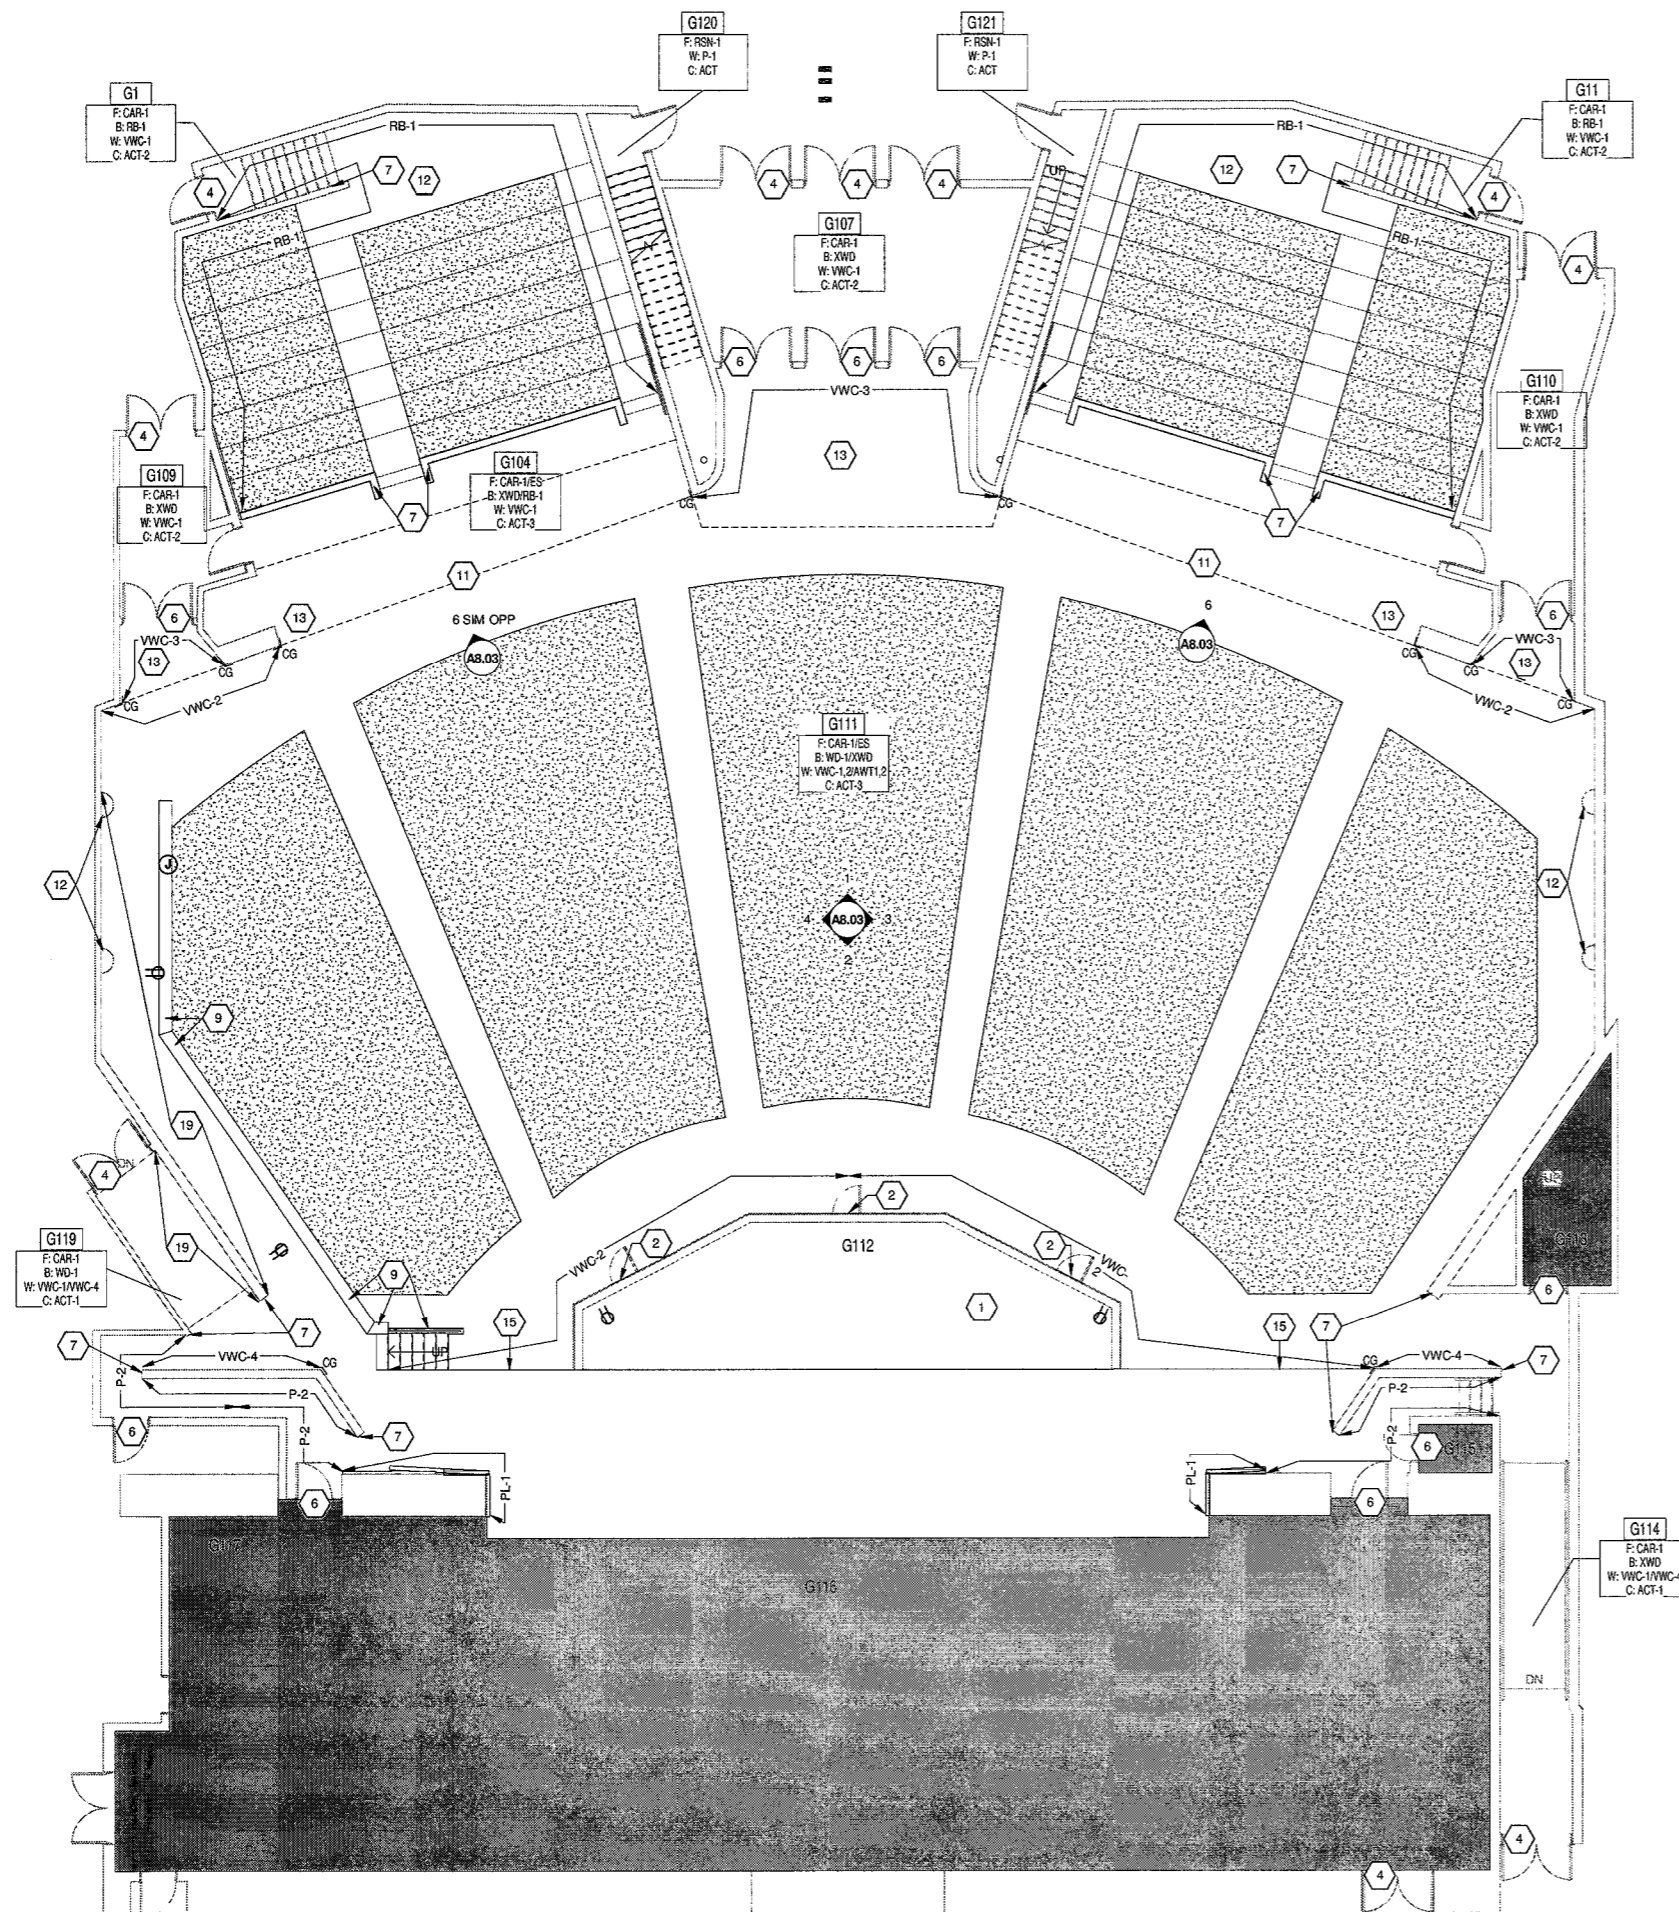 G120
F: RSN-1
W: P-1
C: ACT
G121
F: RSN-1
W: P-1
C: ACT
G1
F: CAR-1
B: RB-1
W: VWC-1
C: ACT-2
G11
F: CAR-1
B: RB-1
W: VWC-1
C: ACT-2
RB-1
RB-1
4
7
12
4
4
4
UP
12
7
4
G107
F: CAR-1
B: XWD
W: VWC-1
C: ACT-2
RB-1
RB-1
4
6
6
6
VWC-3
G110
F: CAR-1
B: XWD
W: VWC-1
C: ACT-2
4
13
G109
F: CAR-1
B: XWD
W: VWC-1
C: ACT-2
G104
F: CAR-1/ES
B: XWD/RB-1
W: VWC-1
C: ACT-3
CG
CG
7
7
11
11
6
13
6 SIM OPP
A8.03
6
A8.03
13
6
VWC-3
13
CG
CG
CG
VWC-2
CG
CG
VWC-3
13
CG
VWC-2
G111
F: CAR-1/ES
B: WD-1/XWD
W: VWC-1,2/AWT1,2
C: ACT-3
J
12
12
1
4
A8.03
3
2
9
19
4
DN
2
G119
F: CAR-1
B: WD-1
W: VWC-1/VWC-4
C: ACT-1
19
VWC-2
2
G112
2
VWC-
2
9
1
6
7
7
15
15
7
UP
VWC-4
CG
CG
VWC-4
7
P-2
P-2
P-2
6
P-2
7
P-2
6
PL-1
PL-1
6
6
G114
F: CAR-1
B: XWD
W: VWC-1/VWC-4
C: ACT-1
DN
4
4